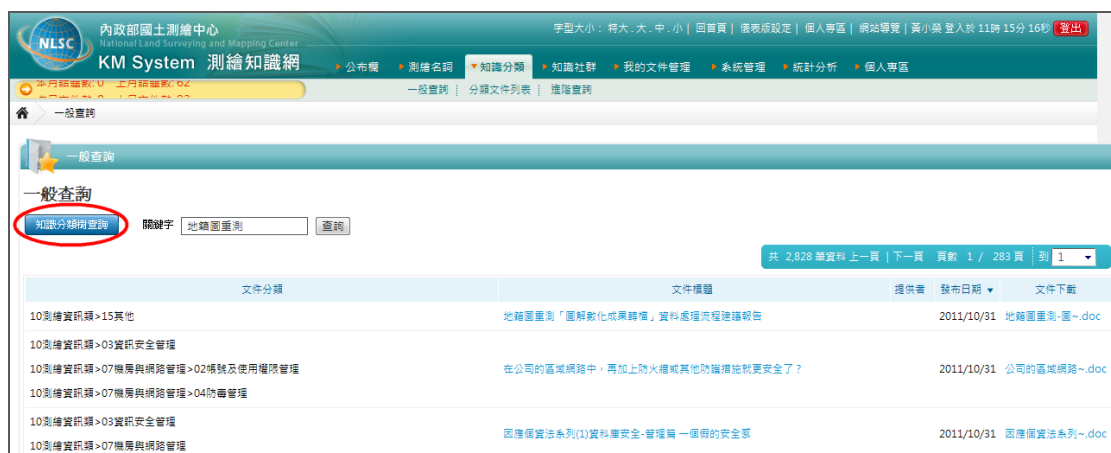 NLSC
內政部國土測繪中心
National Land Surveying and Mapping Center
KM System 測繪知識網
字型大小：特大．大．中．小| 回首頁| 儀表版設定| 個人專區| 網站導覽| 黃小榮 登入於 11時 15分 16秒 登出
公布欄 測繪名詞 知識分類 知識社群 我的文件管理 系統管理 統計分析 個人專區
本月話題數: 0 上月話題數: 62
一般查詢 分類文件列表 進階查詢
一般查詢
一般查詢
一般查詢
知識分類樹查詢 關鍵字 地籍圖重測 查詢
共 2,828 筆資料 上一頁 | 下一頁 頁數 1 / 283 頁 到 1
文件分類 文件標題 提供者 發布日期 ▼ 文件下載
10測繪資訊類>15其他 地籍圖重測「圖解數化成果轉檔」資料處理流程建議報告 2011/10/31 地籍圖重測-圖~.doc
10測繪資訊類>03資訊安全管理
10測繪資訊類>07機房與網路管理>02帳號及使用權限管理 在公司的區域網路中，再加上防火牆或其他防護措施就更安全了？ 2011/10/31 公司的區域網路~.doc
10測繪資訊類>07機房與網路管理>04防毒管理
10測繪資訊類>03資訊安全管理
因應個資法系列(1)資料庫安全-管理篇 一個假的安全感 2011/10/31 因應個資法系列~.doc
10測繪資訊類>07機房與網路管理